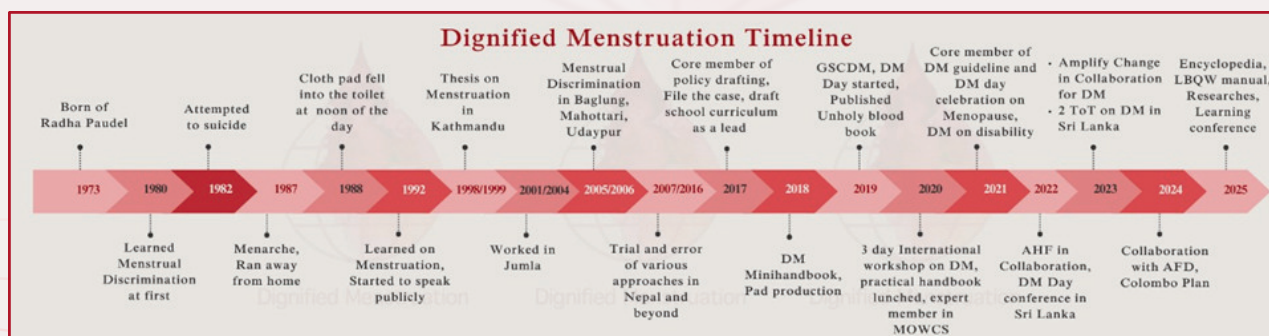 Dignified Menstruation Timeline
Born of
Radha Paudel
Attempted
to suicide
Cloth pad fell
into the toilet
at noon of the
day
Thesis on
Menstruation
in
Kathmandu
Menstrual
Discrimination
in Baglung,
Mahottari,
Udaypur
Core member of
policy drafting,
File the case, draft
school curriculum
as a lead
GSCDM, DM
Day started,
Published
Unholy blood
book
Core member of
DM guideline and
DM day
celebration on
Menopause,
DM on disability
• Amplify Change
in Collaboration
for DM
• 2 ToT on DM in
Sri Lanka
Encyclopedia,
LBQW manual,
Researches,
Learning
conference
1973
1980
1982
1987
1988
1992
1998/1999
2001/2004
2005/2006
2007/2016
2017
2018
2019
2020
2021
2022
2023
2024
2025
Learned
Menstrual
Discrimination
at first
Menarche,
Ran away
from home
Learned on
Menstruation,
Started to speak
publicly
Worked in
Jumla
Trial and error
of various
approaches in
Nepal and
beyond
DM
Minihandbook,
Pad production
3 day International
workshop on DM,
practical handbook
lunched, expert
member in
MOWCS
AHF in
Collaboration,
DM Day
conference in
Sri Lanka
Collaboration
with AFD,
Colombo Plan
Dignified Menstruation
Dignified Menstruation
Dignified Menstruation